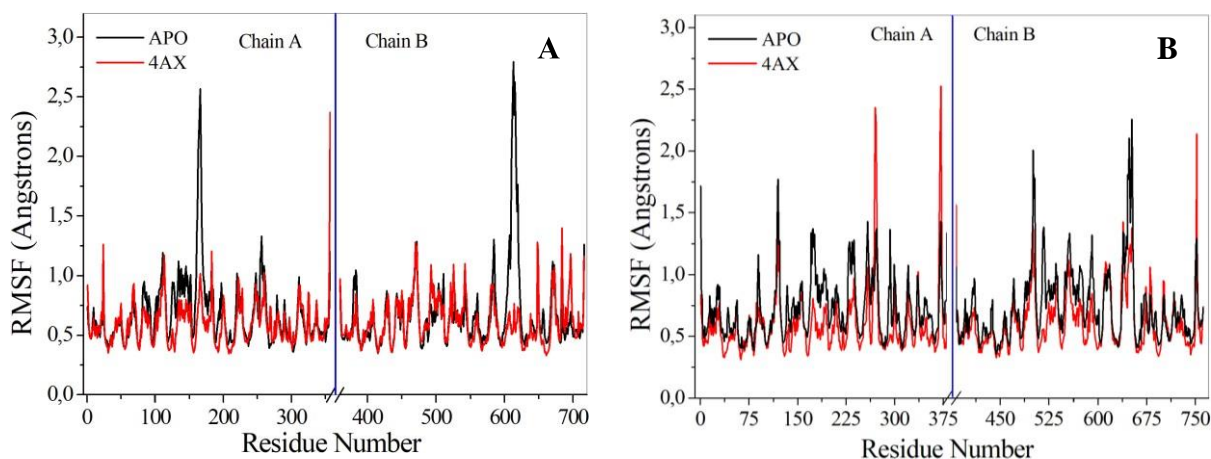 3,0
2,5
2,0
1,5
1,0
0,5
0,0
RMSF (Angstrons)
APO
4AX
Chain A
Chain B
A
0 100 200 300 400 500 600 700
Residue Number
3,0
2,5
2,0
1,5
1,0
0,5
0,0
RMSF (Angstrons)
APO
4AX
Chain A
Chain B
B
0 75 150 225 300 375 450 525 600 675 750
Residue Number